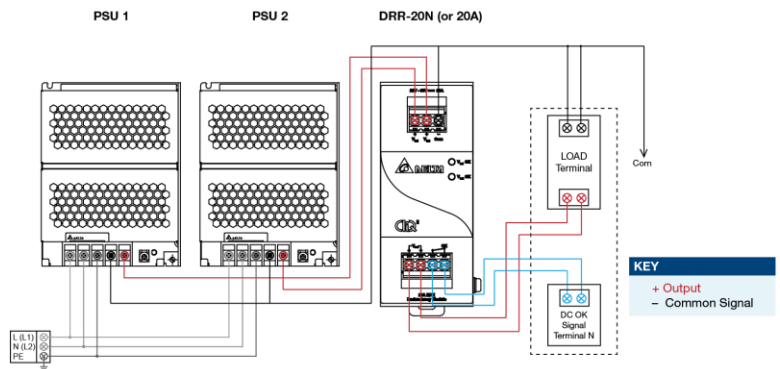 PSU 1
PSU 2
DRR-20N (or 20A)
DELTA
LOAD
Terminal
Com
KEY
+ Output
– Common Signal
DC OK
Signal
Terminal N
L (L1)
N (L2)
PE